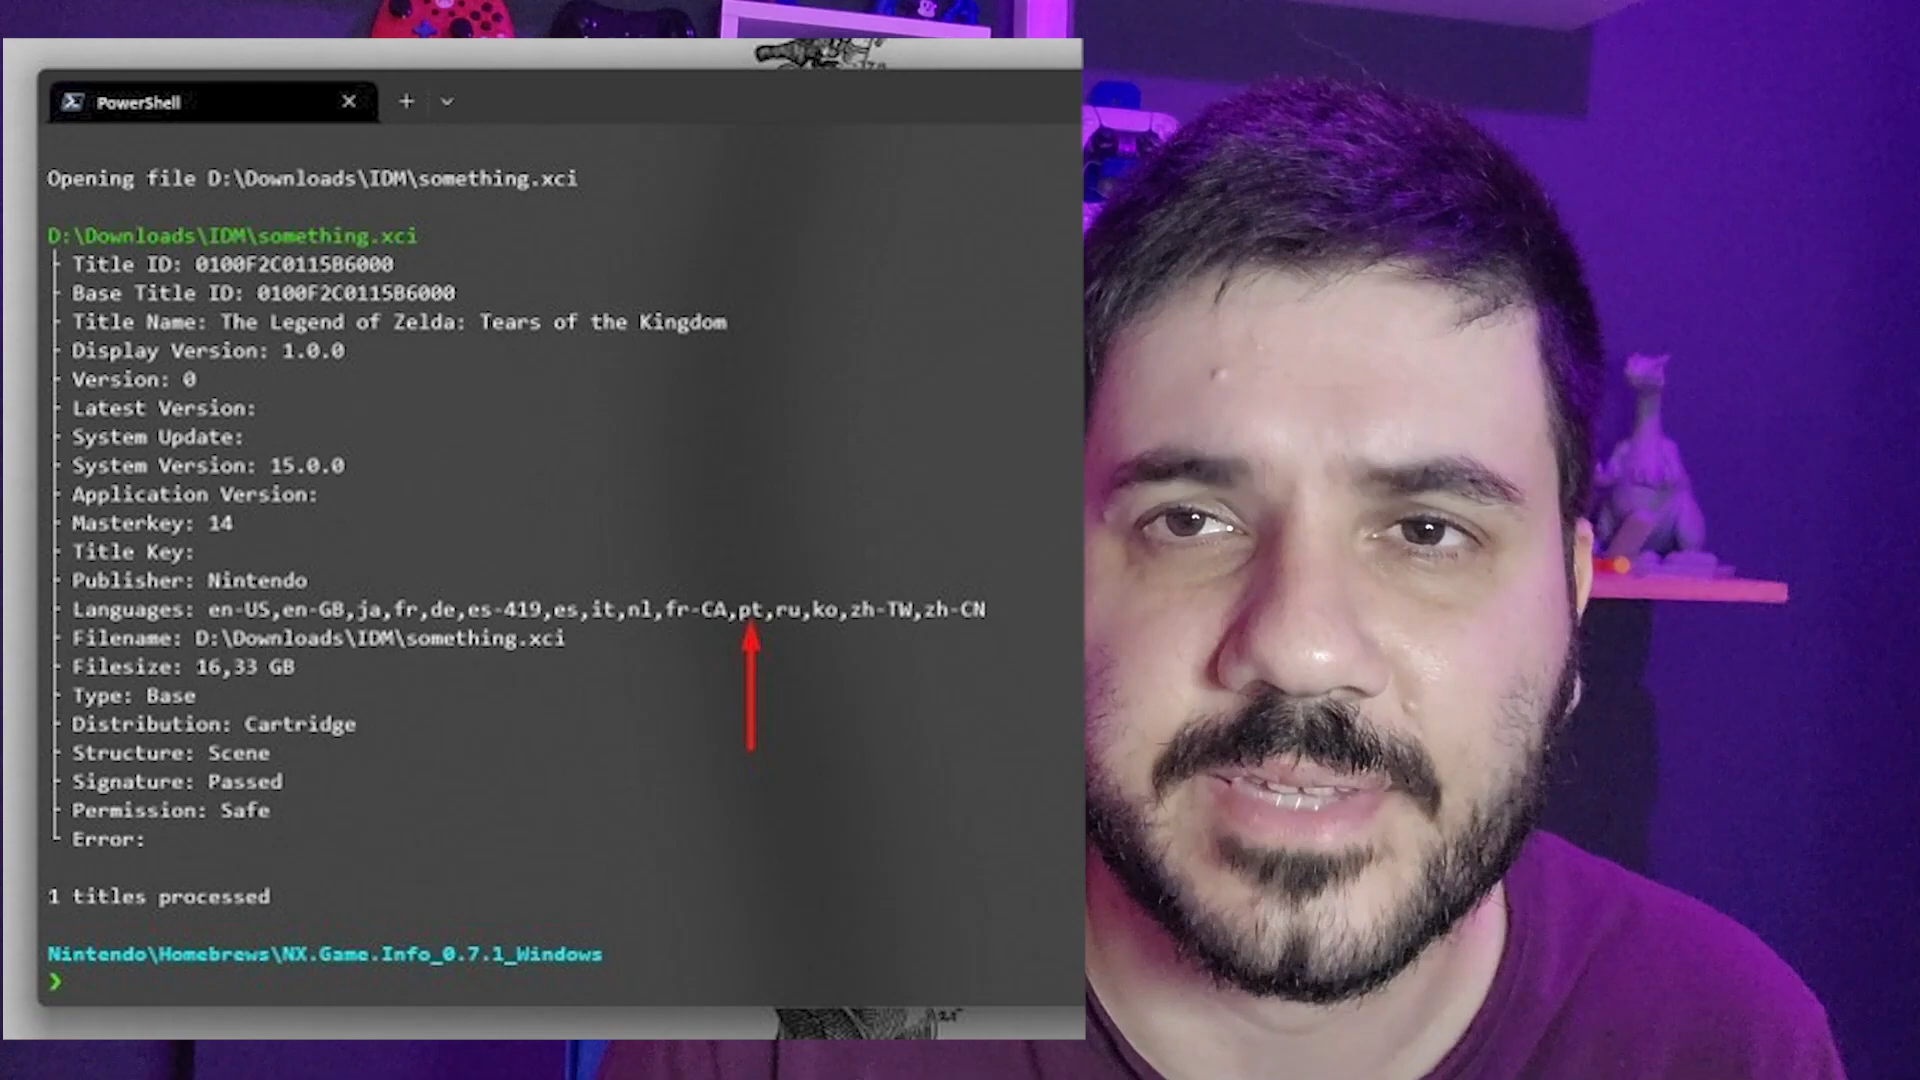 PowerShell
Opening file D:\Downloads\IDM\something.xci
D:\Downloads\IDM\something.xci
Title ID: 0100F2C0115B6000
Base Title ID: 0100F2C0115B6000
Title Name: The Legend of Zelda: Tears of the Kingdom
Display Version: 1.0.0
Version: 0
Latest Version:
System Update:
System Version: 15.0.0
Application Version:
Masterkey: 14
Title Key:
Publisher: Nintendo
Languages: en-US,en-GB,ja,fr,de,es-419,es,it,nl,fr-CA,pt,ru,ko,zh-TW,zh-CN
Filename: D:\Downloads\IDM\something.xci
Filesize: 16,33 GB
Type: Base
Distribution: Cartridge
Structure: Scene
Signature: Passed
Permission: Safe
Error:
1 titles processed
Nintendo\Homebrews\NX.Game.Info_0.7.1_Windows
❯